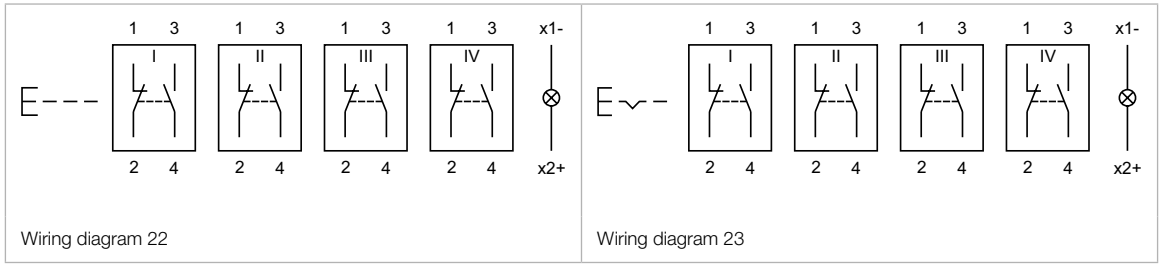 1 3 1 3 1 3 1 3 x1-
I II III IV
2 4 2 4 2 4 2 4 x2+
Wiring diagram 22
1 3 1 3 1 3 1 3 x1-
I II III IV
2 4 2 4 2 4 2 4 x2+
Wiring diagram 23